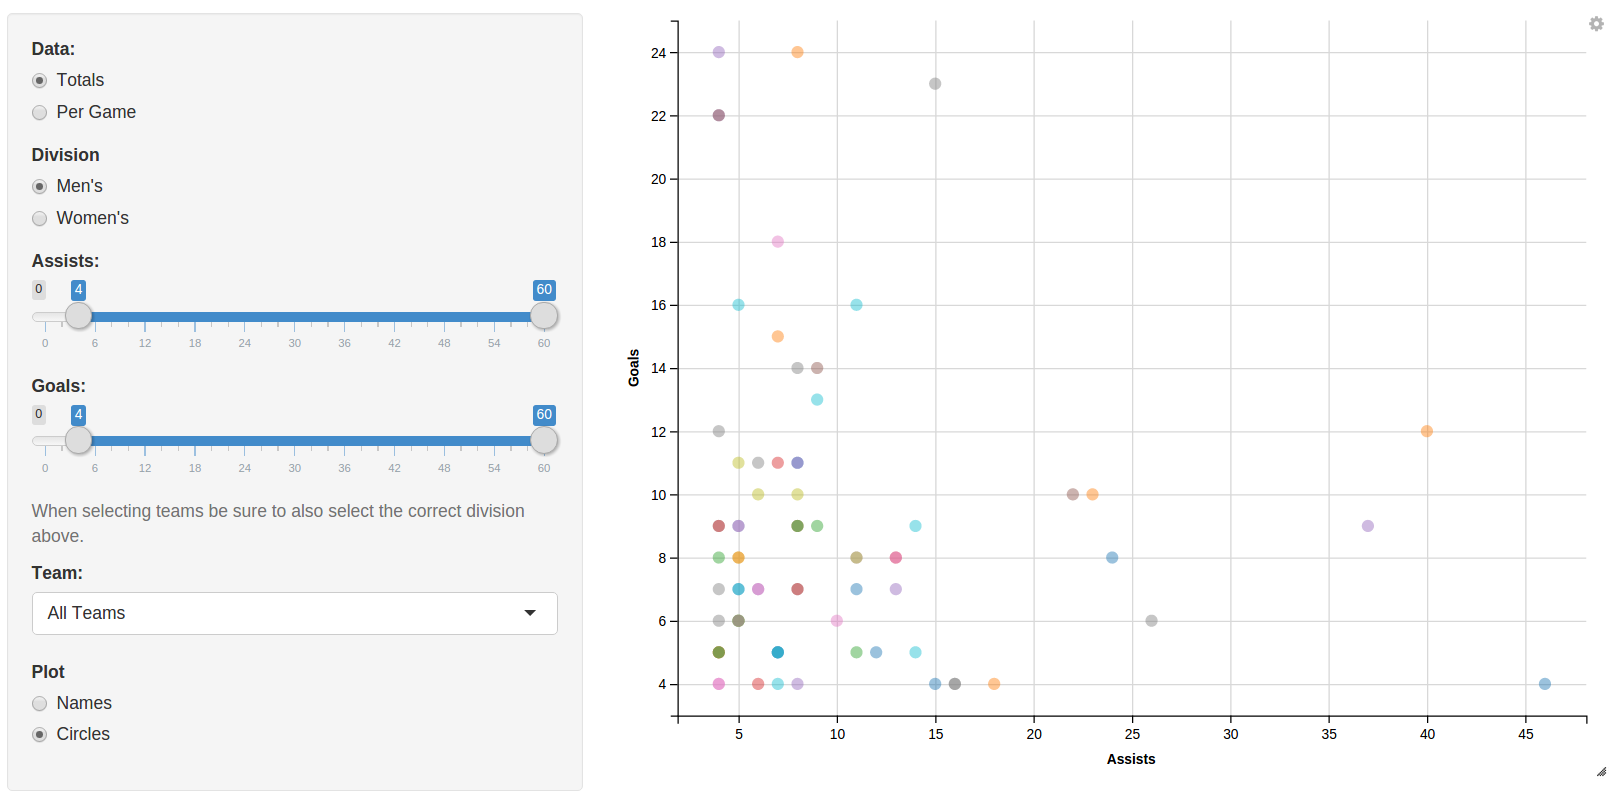 Data:
Totals
Per Game
Division
Men's
Women's
Assists:
0 4 60
0 6 12 18 24 30 36 42 48 54 60
Goals:
0 4 60
0 6 12 18 24 30 36 42 48 54 60
When selecting teams be sure to also select the correct division
above.
Team:
All Teams
Plot
Names
Circles
24
22
20
18
16
14
12
10
8
6
4
Goals
5 10 15 20 25 30 35 40 45
Assists